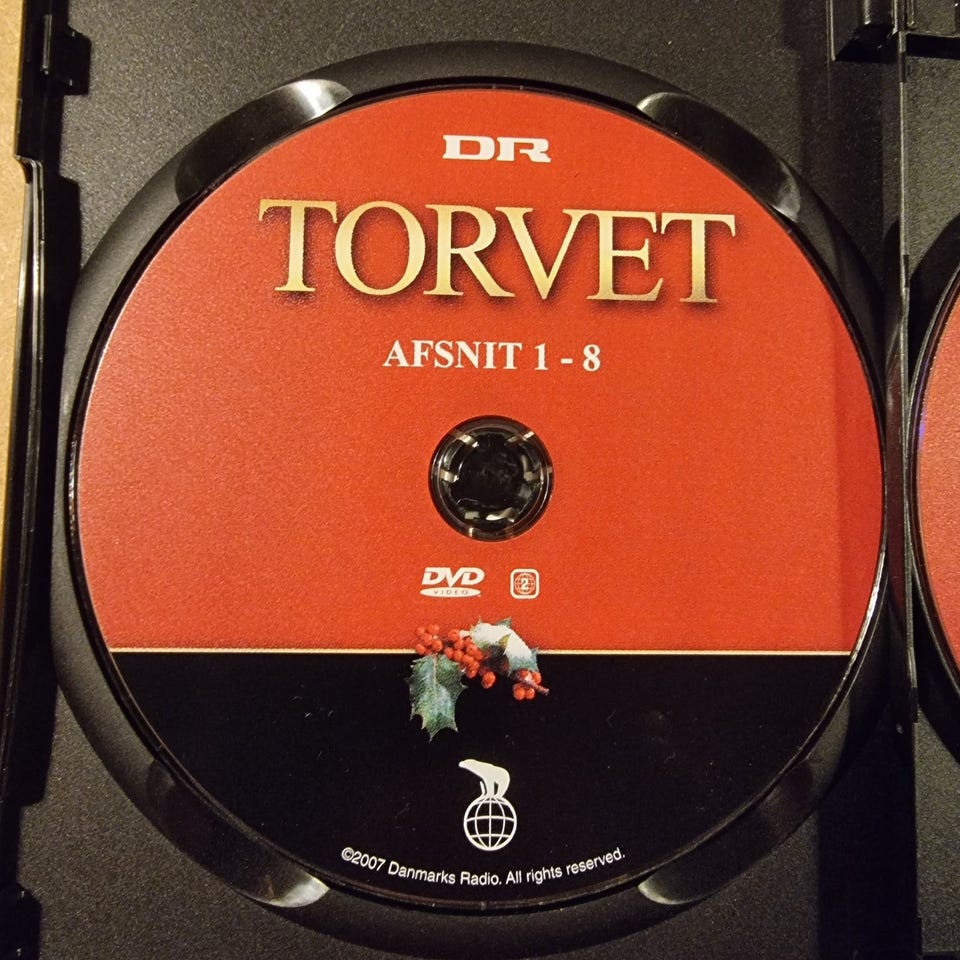 DR
TORVET
AFSNIT 1 - 8
DVD 2
VIDEO
©2007 Danmarks Radio. All rights reserved.